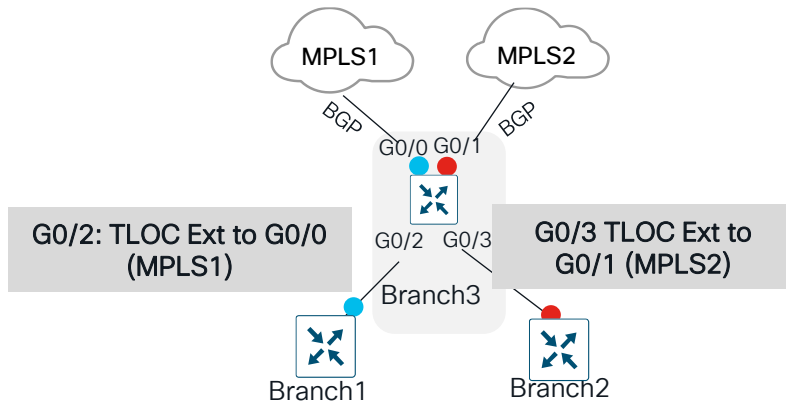 MPLS1
MPLS2
BGP
BGP
G0/0
G0/1
G0/2: TLOC Ext to G0/0
(MPLS1)
G0/2
G0/3
G0/3 TLOC Ext to
G0/1 (MPLS2)
Branch3
Branch1
Branch2